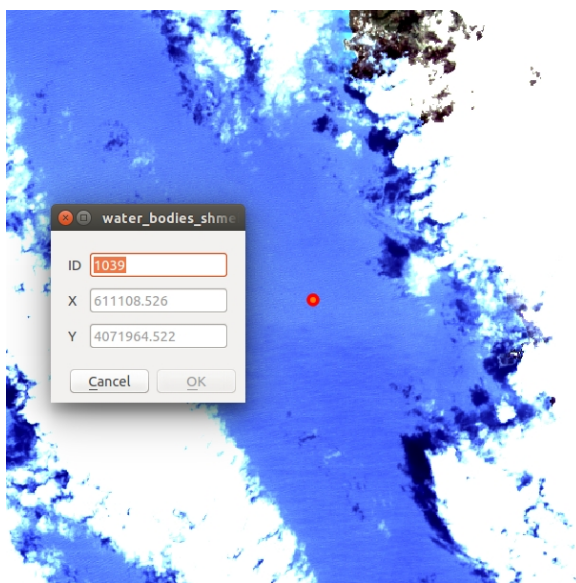 water_bodies_shme
ID 1039
X 611108.526
Y 4071964.522
Cancel OK